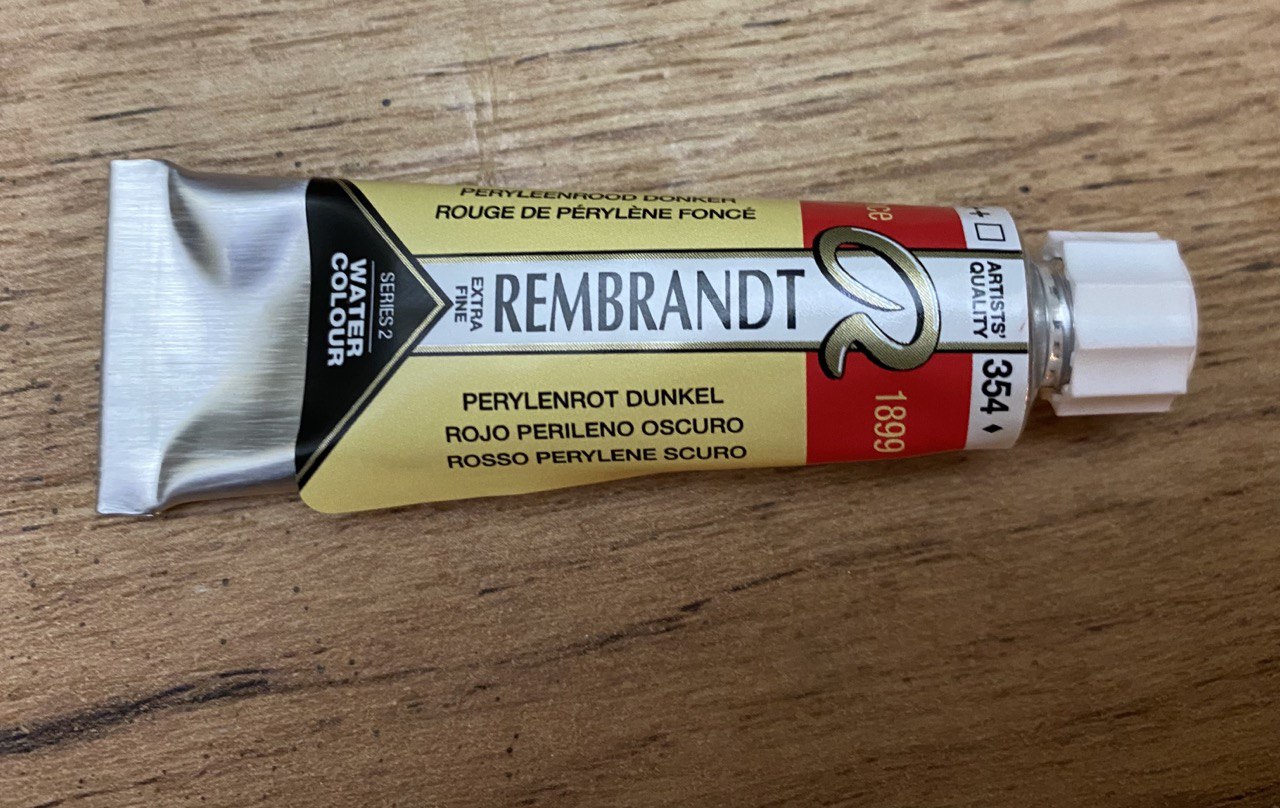 PERYLEENROOD DONKER
ROUGE DE PÉRYLÈNE FONCÉ
SERIES 2
WATER
COLOUR
EXTRA
FINE
REMBRANDT
ARTISTS'
QUALITY
354
1899
PERYLENROT DUNKEL
ROJO PERILENO OSCURO
ROSSO PERYLENE SCURO